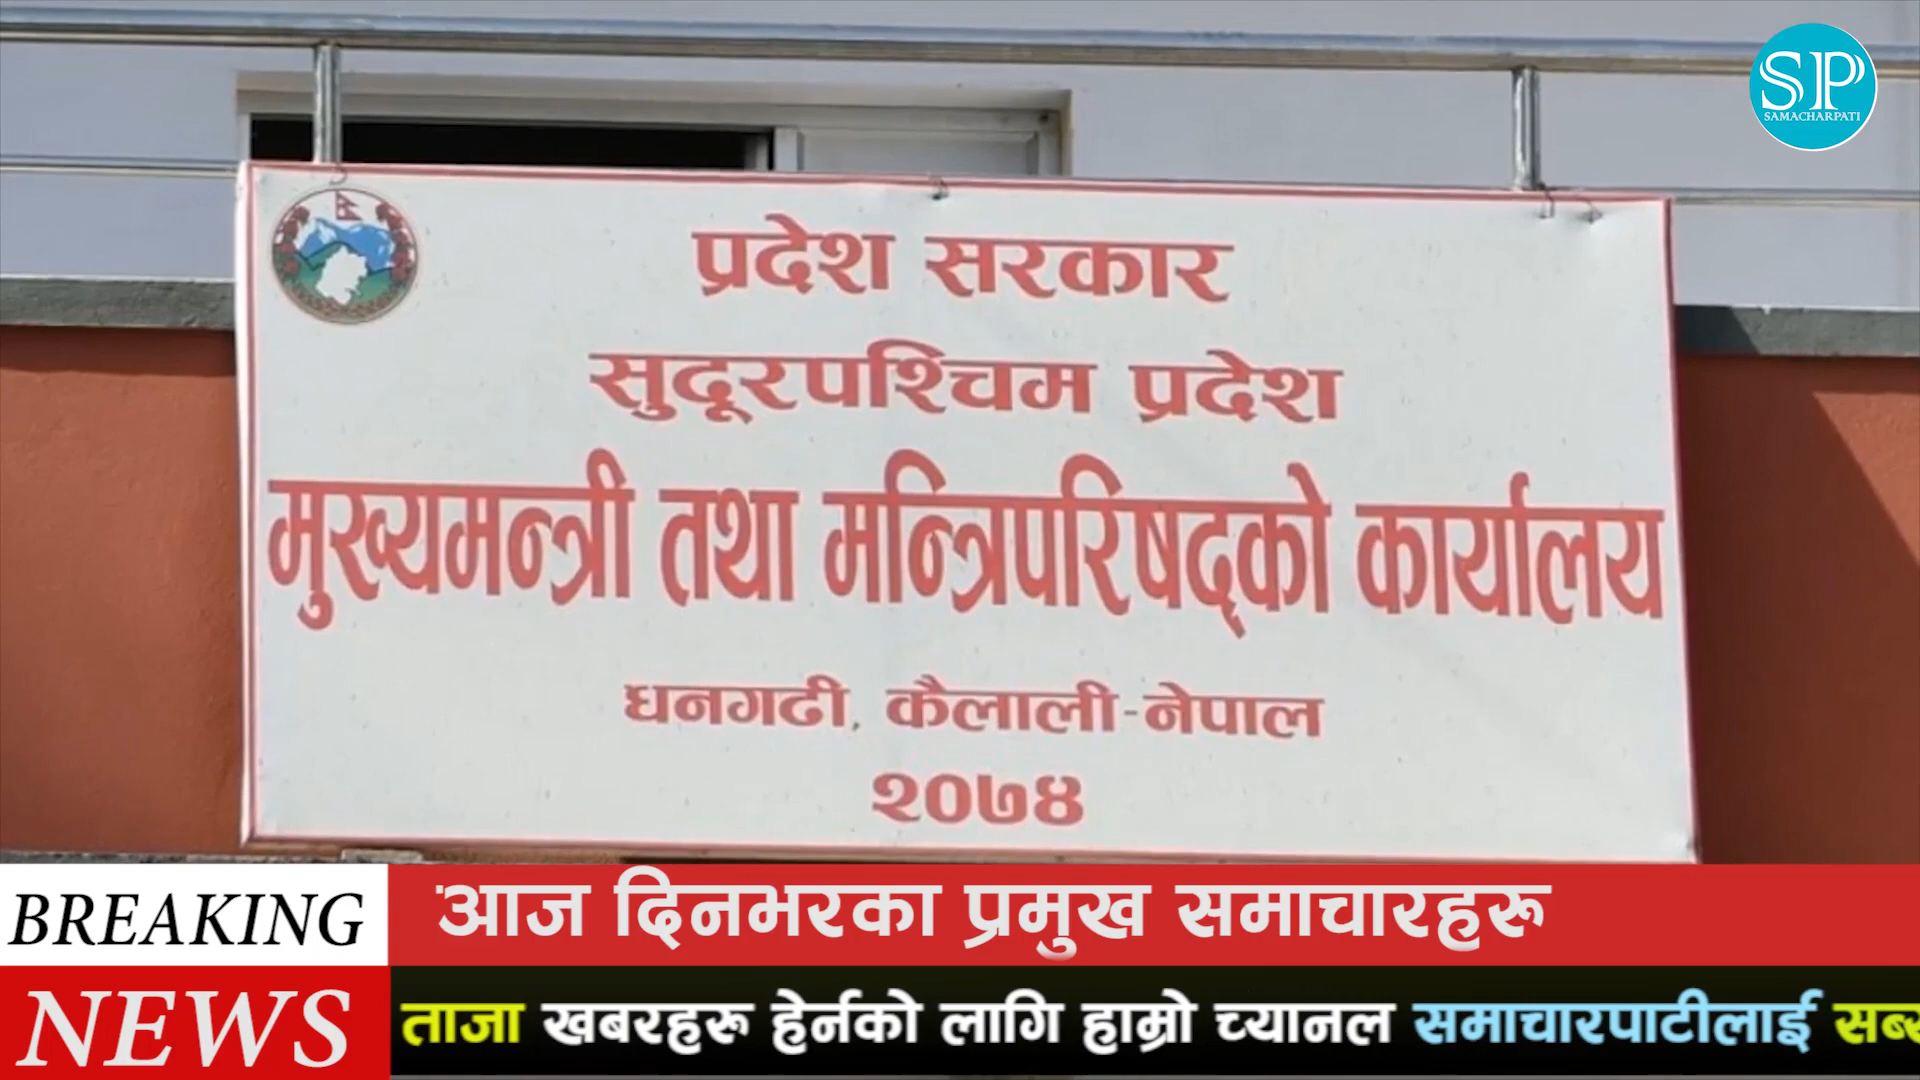 SP
SAMACHARPATI
प्रदेश सरकार
सुदूरपश्चिम प्रदेश
मुख्यमन्त्री तथा मन्त्रिपरिषद्को कार्यालय
धनगढी, कैलाली-नेपाल
२०७४
BREAKING
आज दिनभरका प्रमुख समाचारहरू
NEWS
ताजा खबरहरू हेर्नको लागि हाम्रो च्यानल समाचारपाटीलाई